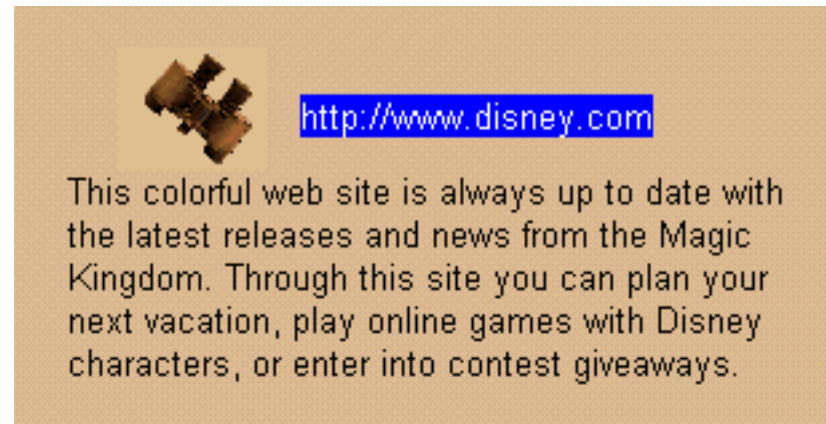 http://www.disney.com
This colorful web site is always up to date with
the latest releases and news from the Magic
Kingdom. Through this site you can plan your
next vacation, play online games with Disney
characters, or enter into contest giveaways.